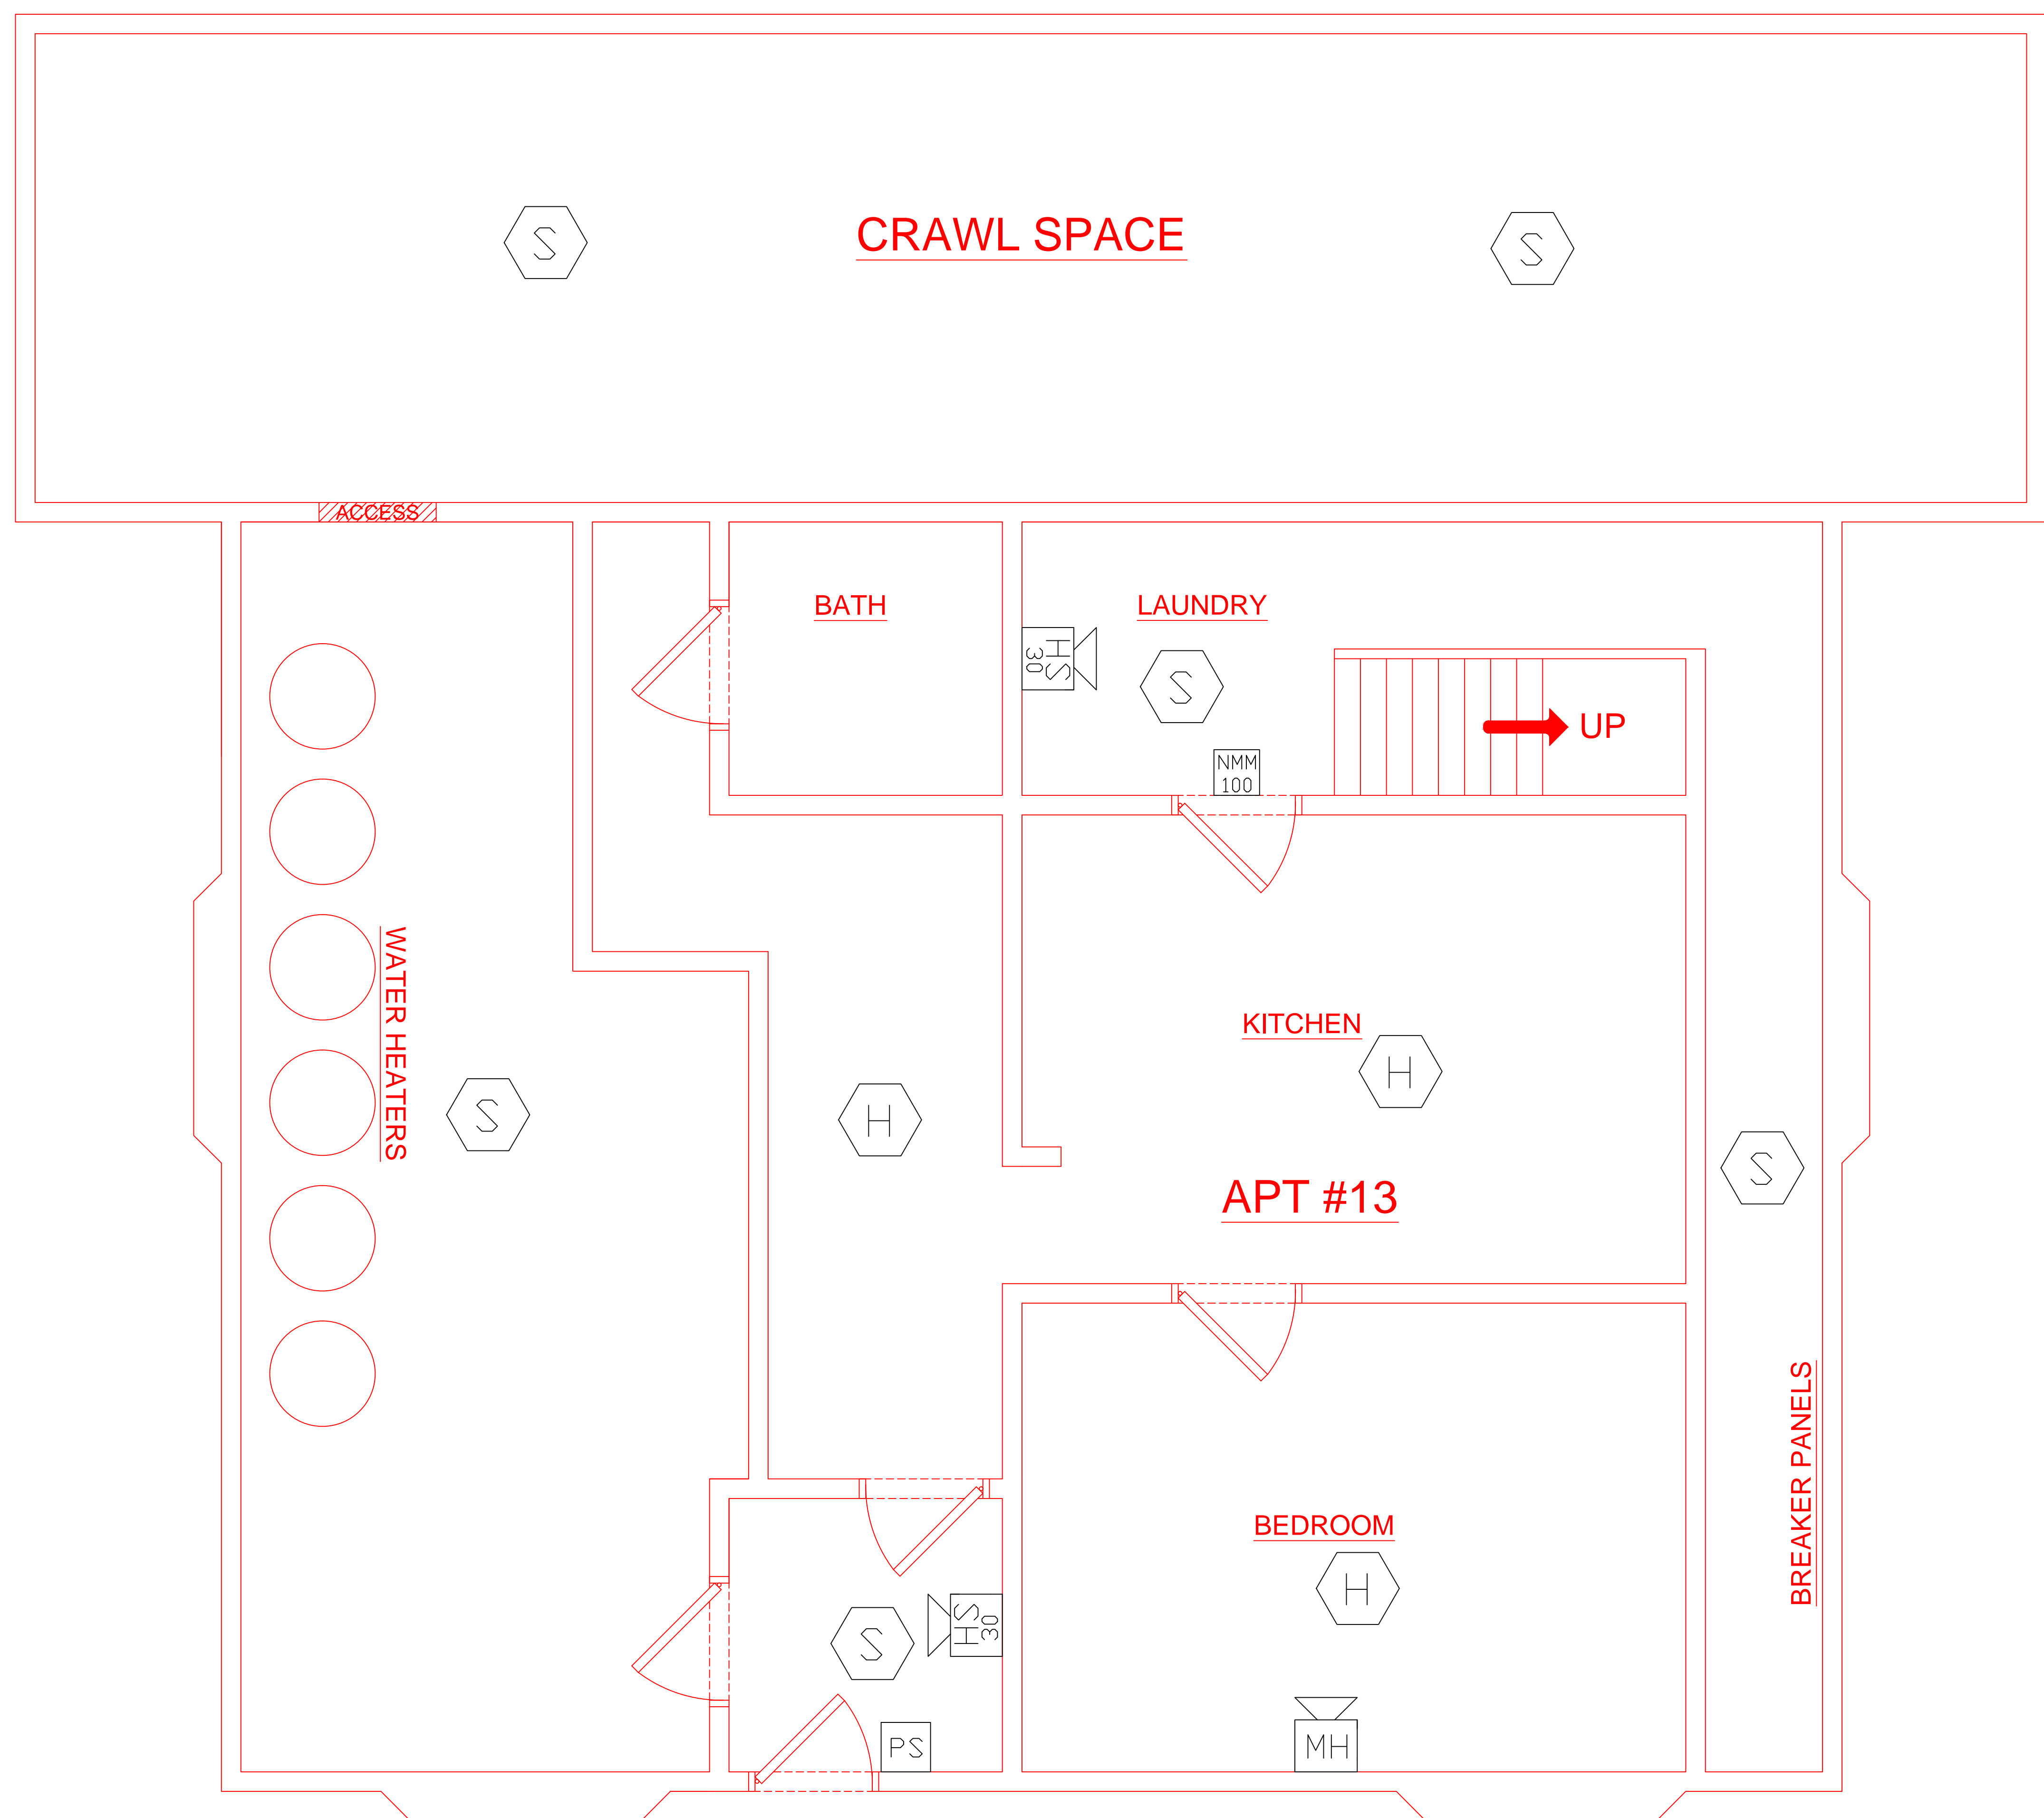 S
CRAWL SPACE
S
ACCESS
BATH
LAUNDRY
HS
30
S
UP
NMM
100
WATER HEATERS
KITCHEN
H
S
H
S
APT #13
BREAKER PANELS
BEDROOM
H
S
HS
30
PS
MH